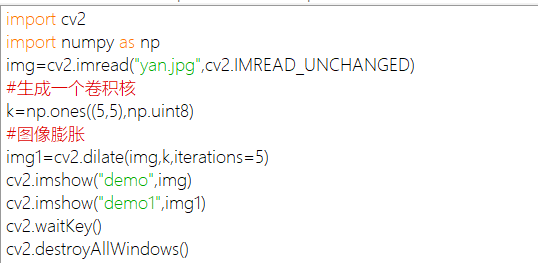 import cv2
import numpy as np
img=cv2.imread("yan.jpg",cv2.IMREAD_UNCHANGED)
#生成一个卷积核
k=np.ones((5,5),np.uint8)
#图像膨胀
img1=cv2.dilate(img,k,iterations=5)
cv2.imshow("demo",img)
cv2.imshow("demo1",img1)
cv2.waitKey()
cv2.destroyAllWindows()